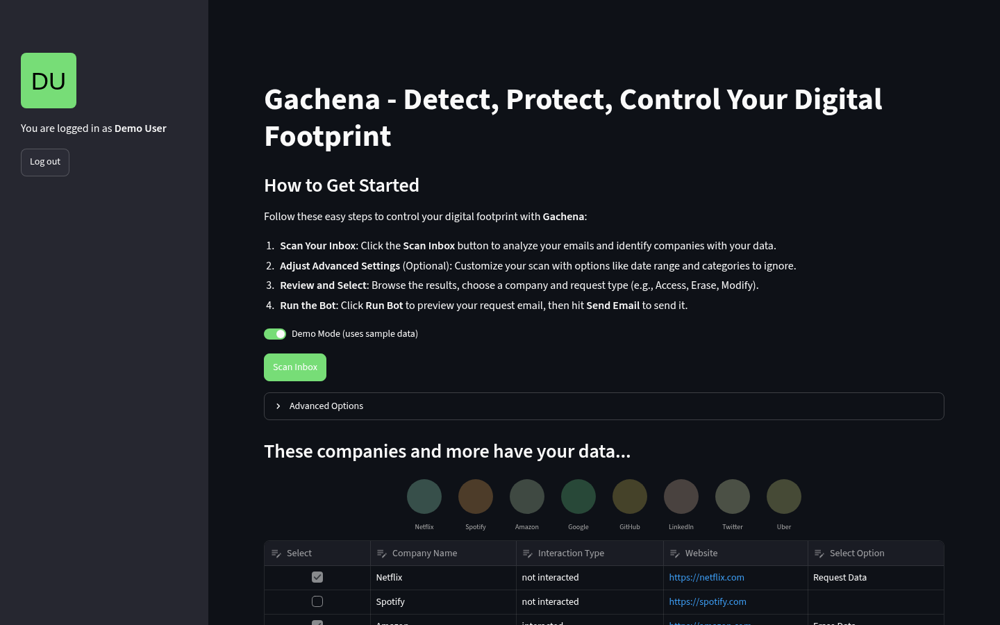 DU
You are logged in as Demo User
Log out
Gachena - Detect, Protect, Control Your Digital
Footprint
How to Get Started
Follow these easy steps to control your digital footprint with Gachena:
1. Scan Your Inbox: Click the Scan Inbox button to analyze your emails and identify companies with your data.
2. Adjust Advanced Settings (Optional): Customize your scan with options like date range and categories to ignore.
3. Review and Select: Browse the results, choose a company and request type (e.g., Access, Erase, Modify).
4. Run the Bot: Click Run Bot to preview your request email, then hit Send Email to send it.
Demo Mode (uses sample data)
Scan Inbox
Advanced Options
These companies and more have your data...
Netflix Spotify Amazon Google GitHub LinkedIn Twitter Uber
Select Company Name Interaction Type Website Select Option
Netflix not interacted https://netflix.com Request Data
Spotify not interacted https://spotify.com
Amazon interacted https://amazon.com Erase Data